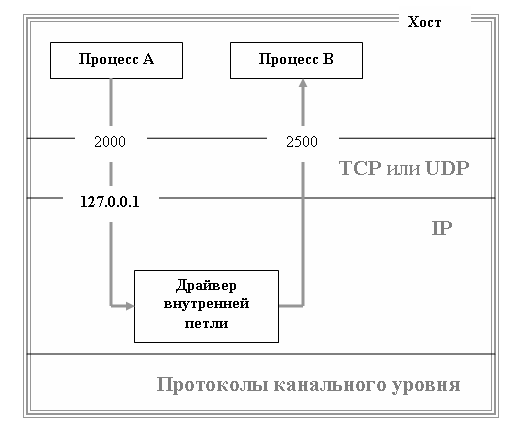 Хост
Процесс A
Процесс B
2000
2500
TCP или UDP
127.0.0.1
IP
Драйвер
внутренней
петли
Протоколы канального уровня